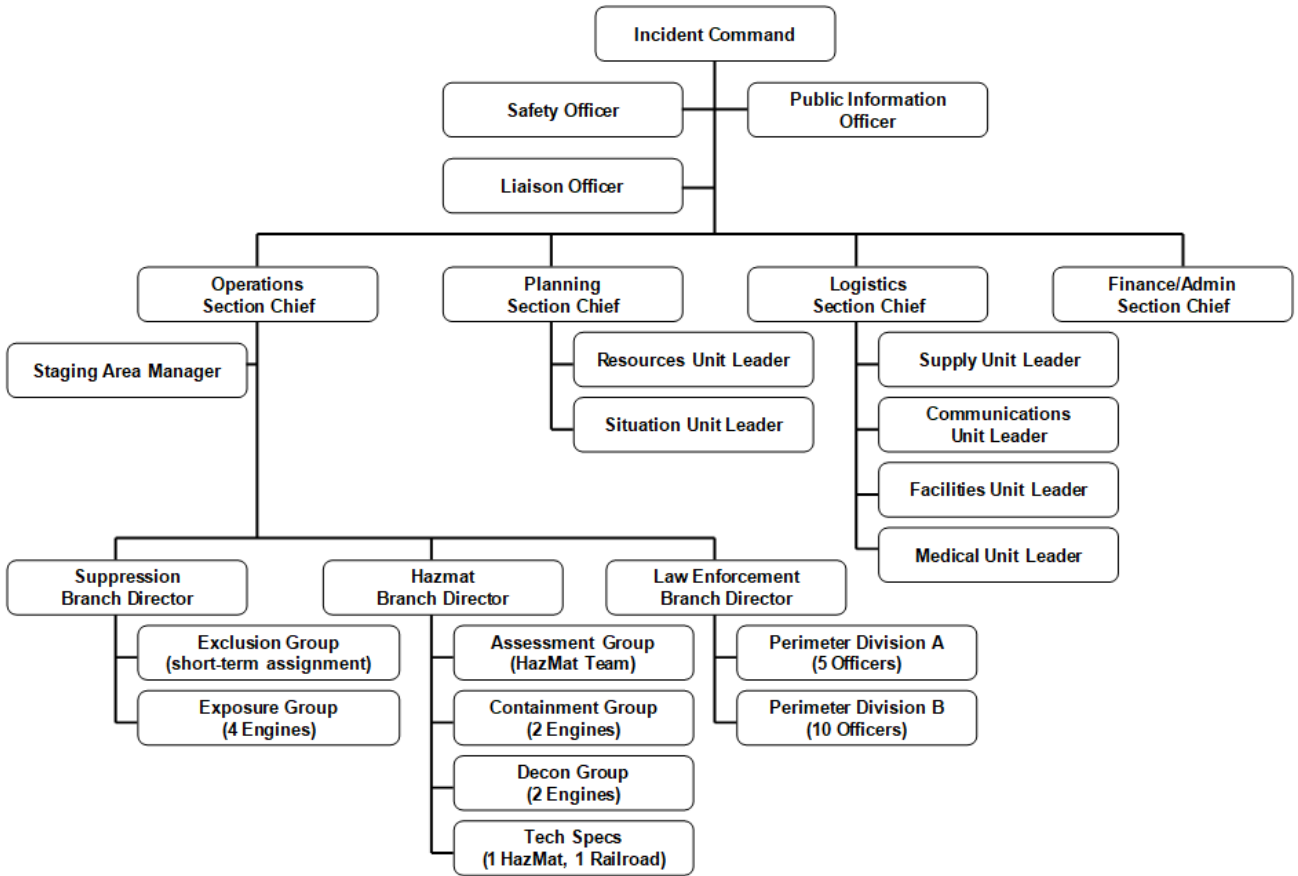 Incident Command
Safety Officer
Public Information
Officer
Liaison Officer
Operations
Section Chief
Planning
Section Chief
Logistics
Section Chief
Finance/Admin
Section Chief
Staging Area Manager
Resources Unit Leader
Situation Unit Leader
Supply Unit Leader
Communications
Unit Leader
Facilities Unit Leader
Medical Unit Leader
Suppression
Branch Director
Hazmat
Branch Director
Law Enforcement
Branch Director
Exclusion Group
(short-term assignment)
Exposure Group
(4 Engines)
Assessment Group
(HazMat Team)
Containment Group
(2 Engines)
Decon Group
(2 Engines)
Tech Specs
(1 HazMat, 1 Railroad)
Perimeter Division A
(5 Officers)
Perimeter Division B
(10 Officers)